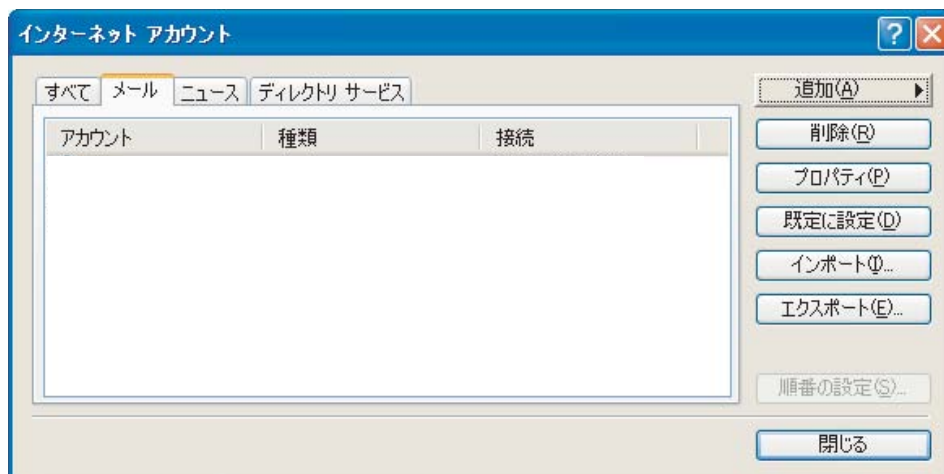 インターネット アカウント
すべて メール ニュース ディレクトリ サービス
アカウント 種類 接続
追加(A)
削除(R)
プロパティ(P)
既定に設定(D)
インポート(I)...
エクスポート(E)...
順番の設定(S)...
閉じる